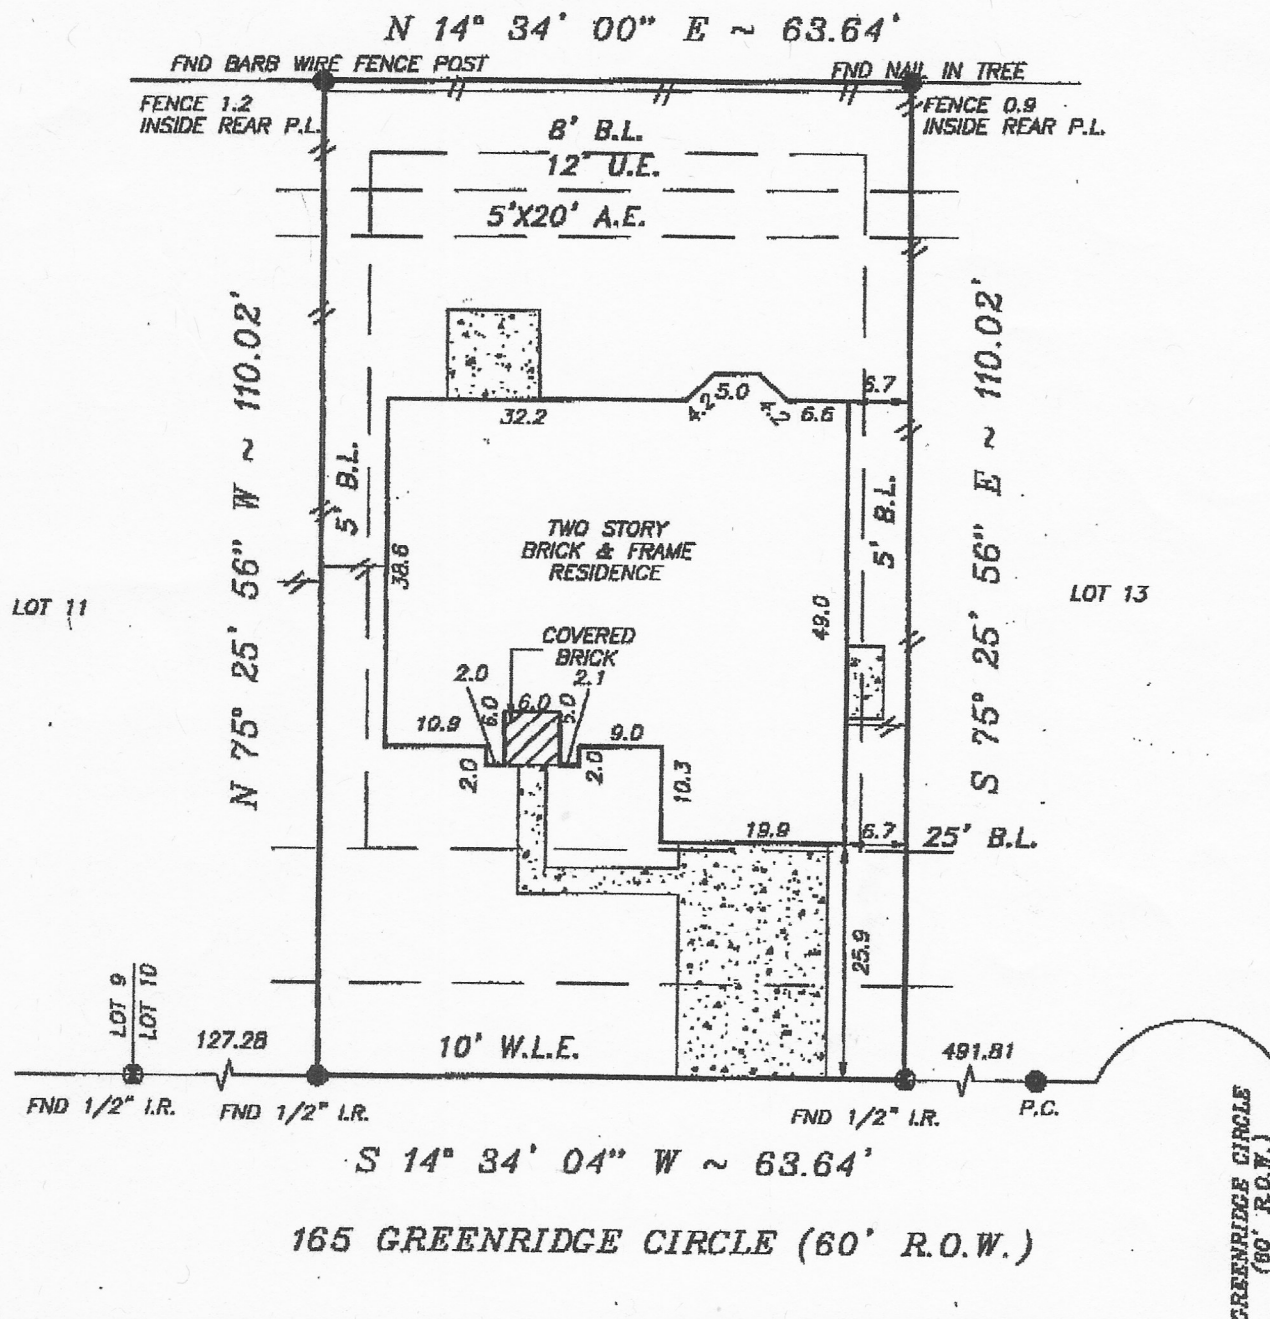 N 14° 34' 00" E ~ 63.64'
FND BARB WIRE FENCE POST
FND NAIL IN TREE
FENCE 1.2
INSIDE REAR P.L.
FENCE 0.9
INSIDE REAR P.L.
8' B.L.
12' U.E.
5'X20' A.E.
N 75° 25' 56" W ~ 110.02'
S 75° 25' 56" E ~ 110.02'
6.7
32.2
4.2
5.0
4.2
6.6
5' B.L.
5' B.L.
38.6
TWO STORY
BRICK & FRAME
RESIDENCE
49.0
LOT 11
LOT 13
COVERED
BRICK
2.0
2.1
6.0
6.0
5.0
10.9
9.0
2.0
2.0
10.3
19.9
6.7
25' B.L.
25.9
LOT 9
LOT 10
127.28
10' W.L.E.
491.81
FND 1/2" I.R.
FND 1/2" I.R.
FND 1/2" I.R.
P.C.
S 14° 34' 04" W ~ 63.64'
165 GREENRIDGE CIRCLE (60' R.O.W.)
GREENRIDGE CIRCLE
(60' R.O.W.)